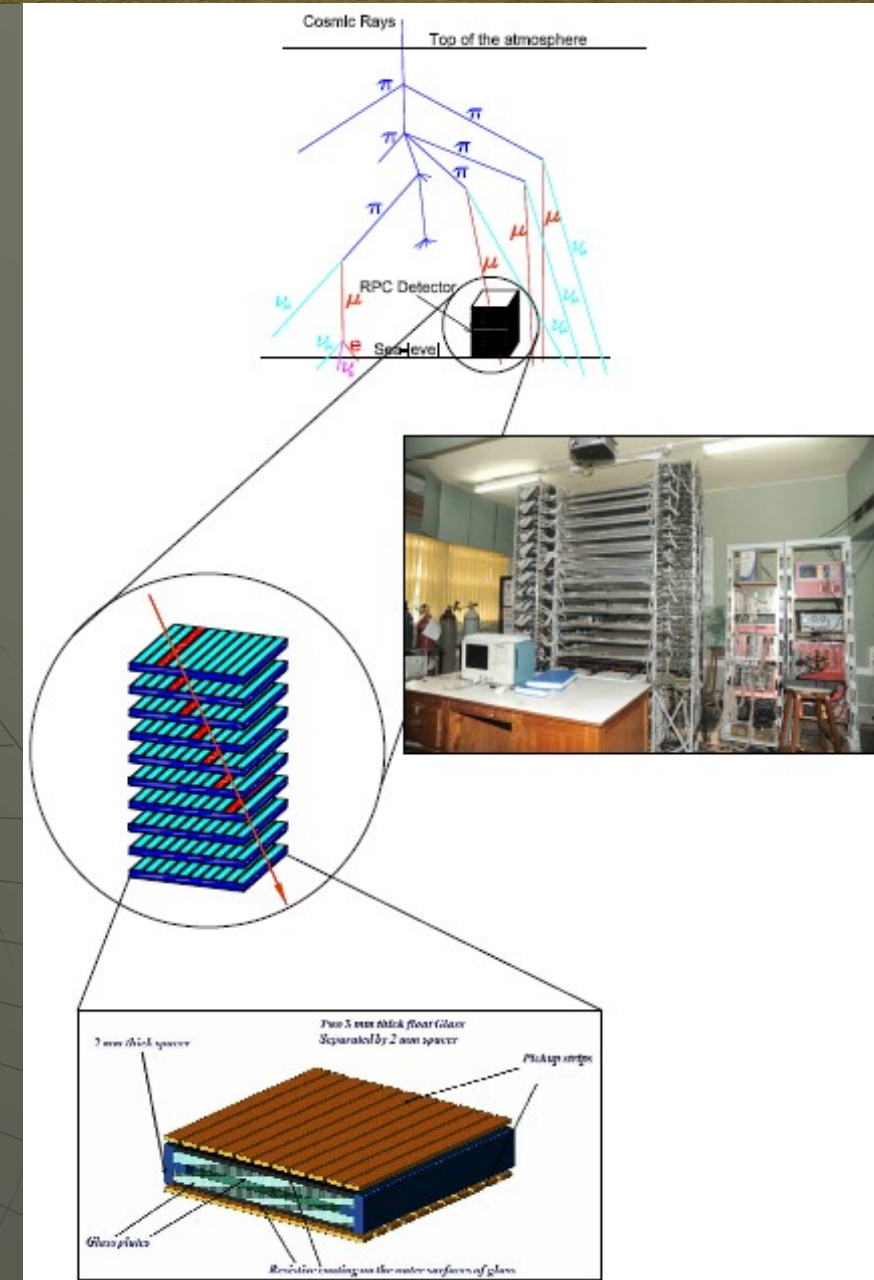 Cosmic Rays
Top of the atmosphere
π
π
π
π
π
π
μ
μ
μ
νμ
νμ
μ
RPC Detector
νμ
μ
νμ
νμ
e
Sea level
νe
Two 3 mm thick float Glass
Separated by 2 mm spacer
2 mm thick spacer
Pickup strips
Glass plates
Resistive coating on the outer surfaces of glass